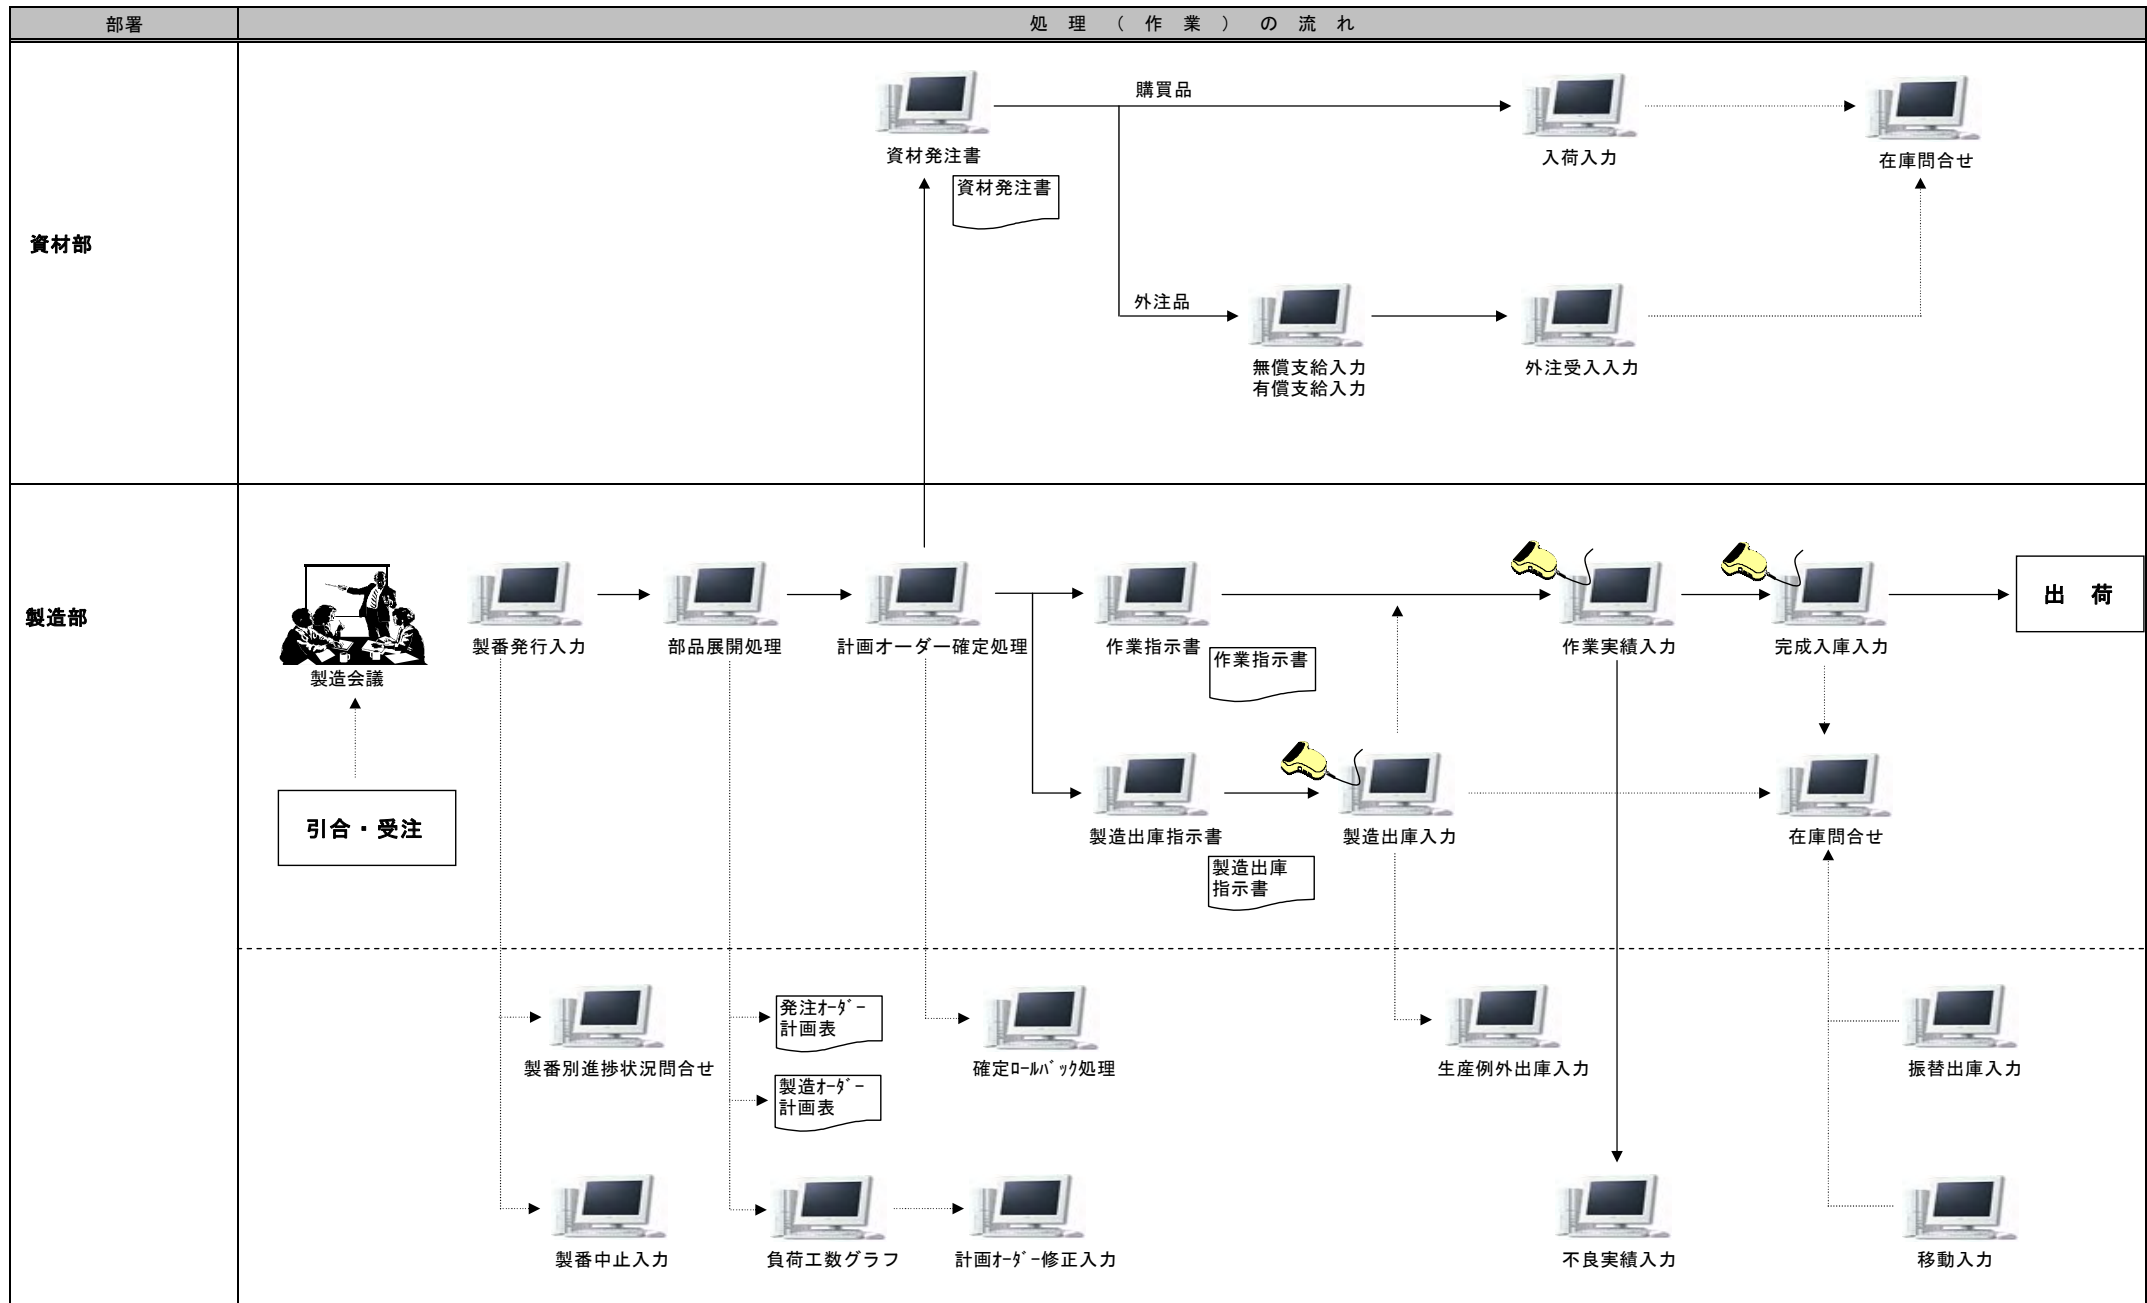 部署
処理(作業)の流れ
資材部
資材発注書
資材発注書
購買品
入荷入力
在庫問合せ
外注品
無償支給入力
有償支給入力
外注受入入力
製造部
製造会議
引合・受注
製番発行入力
部品展開処理
計画オーダー確定処理
作業指示書
作業指示書
作業実績入力
完成入庫入力
出 荷
製造出庫指示書
製造出庫
指示書
製造出庫入力
在庫問合せ
製番別進捗状況問合せ
発注オーダー
計画表
製造オーダー
計画表
確定ロールバック処理
生産例外出庫入力
振替出庫入力
製番中止入力
負荷工数グラフ
計画オーダー修正入力
不良実績入力
移動入力